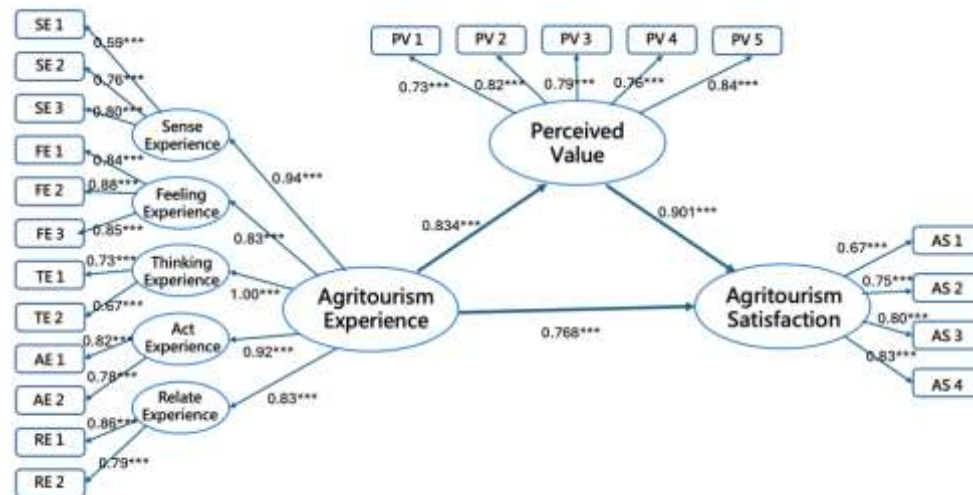 SE 1
SE 2
SE 3
FE 1
FE 2
FE 3
TE 1
TE 2
AE 1
AE 2
RE 1
RE 2
0.59***
0.76***
0.80***
0.84***
0.88***
0.85***
0.73***
0.67***
0.82***
0.78***
0.86***
0.79***
Sense
Experience
Feeling
Experience
Thinking
Experience
Act
Experience
Relate
Experience
0.94***
0.83***
1.00***
0.92***
0.83***
Agritourism
Experience
PV 1
PV 2
PV 3
PV 4
PV 5
0.73***
0.82***
0.79***
0.76***
0.84***
Perceived
Value
0.834***
0.901***
0.768***
Agritourism
Satisfaction
0.67***
0.75***
0.80***
0.83***
AS 1
AS 2
AS 3
AS 4